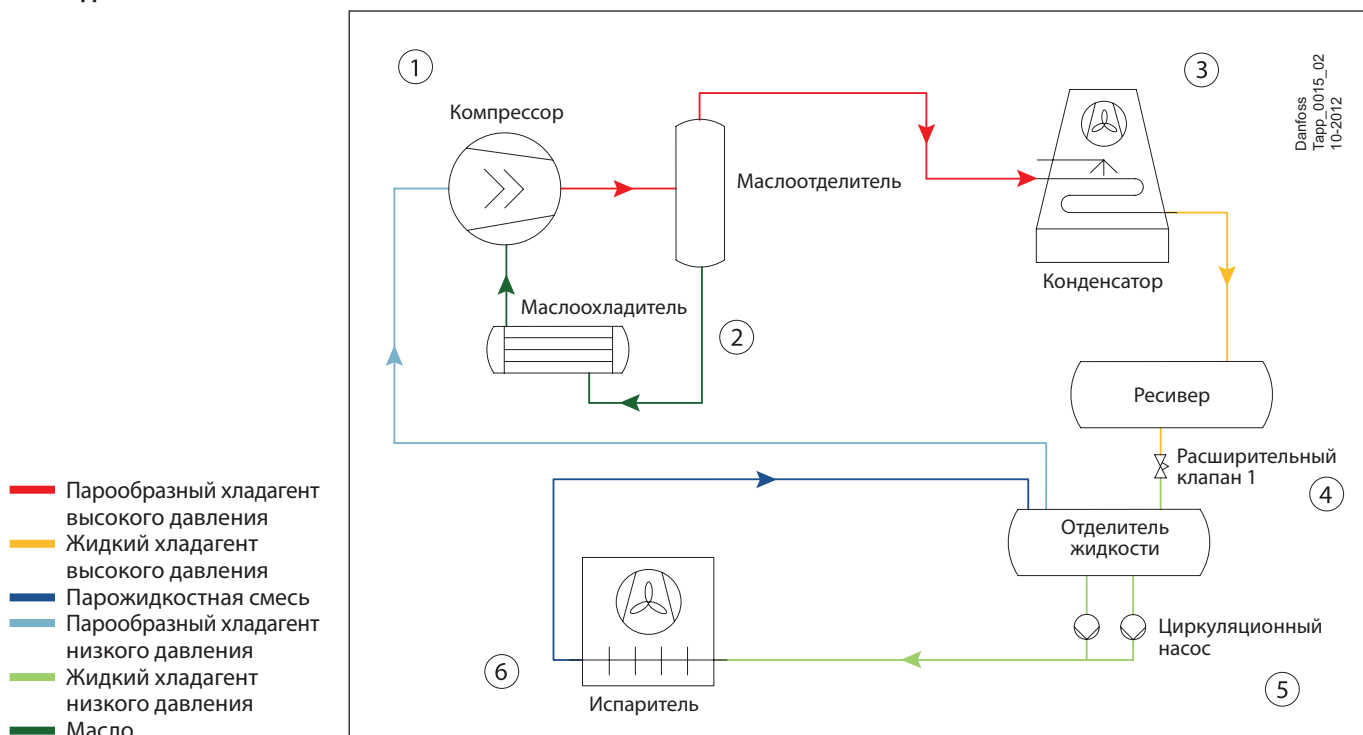 1
Компрессор
3
Danfoss
Tapp_0015_02
10-2012
Маслоотделитель
Конденсатор
Маслоохладитель
2
Ресивер
Расширительный
клапан 1
4
Отделитель
жидкости
Циркуляционный
насос
5
6
Испаритель
Парообразный хладагент
высокого давления
Жидкий хладагент
высокого давления
Парожидкостная смесь
Парообразный хладагент
низкого давления
Жидкий хладагент
низкого давления
Масло